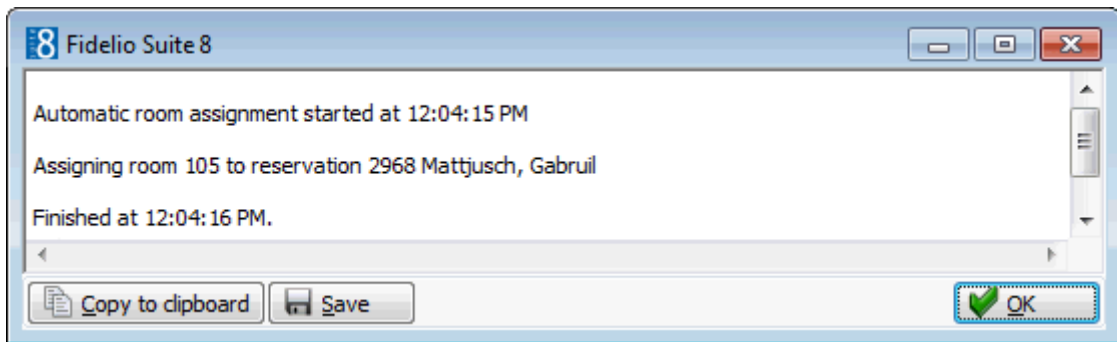 8 Fidelio Suite 8
Automatic room assignment started at 12:04:15 PM
Assigning room 105 to reservation 2968 Mattjusch, Gabruil
Finished at 12:04:16 PM.
Copy to clipboard Save OK